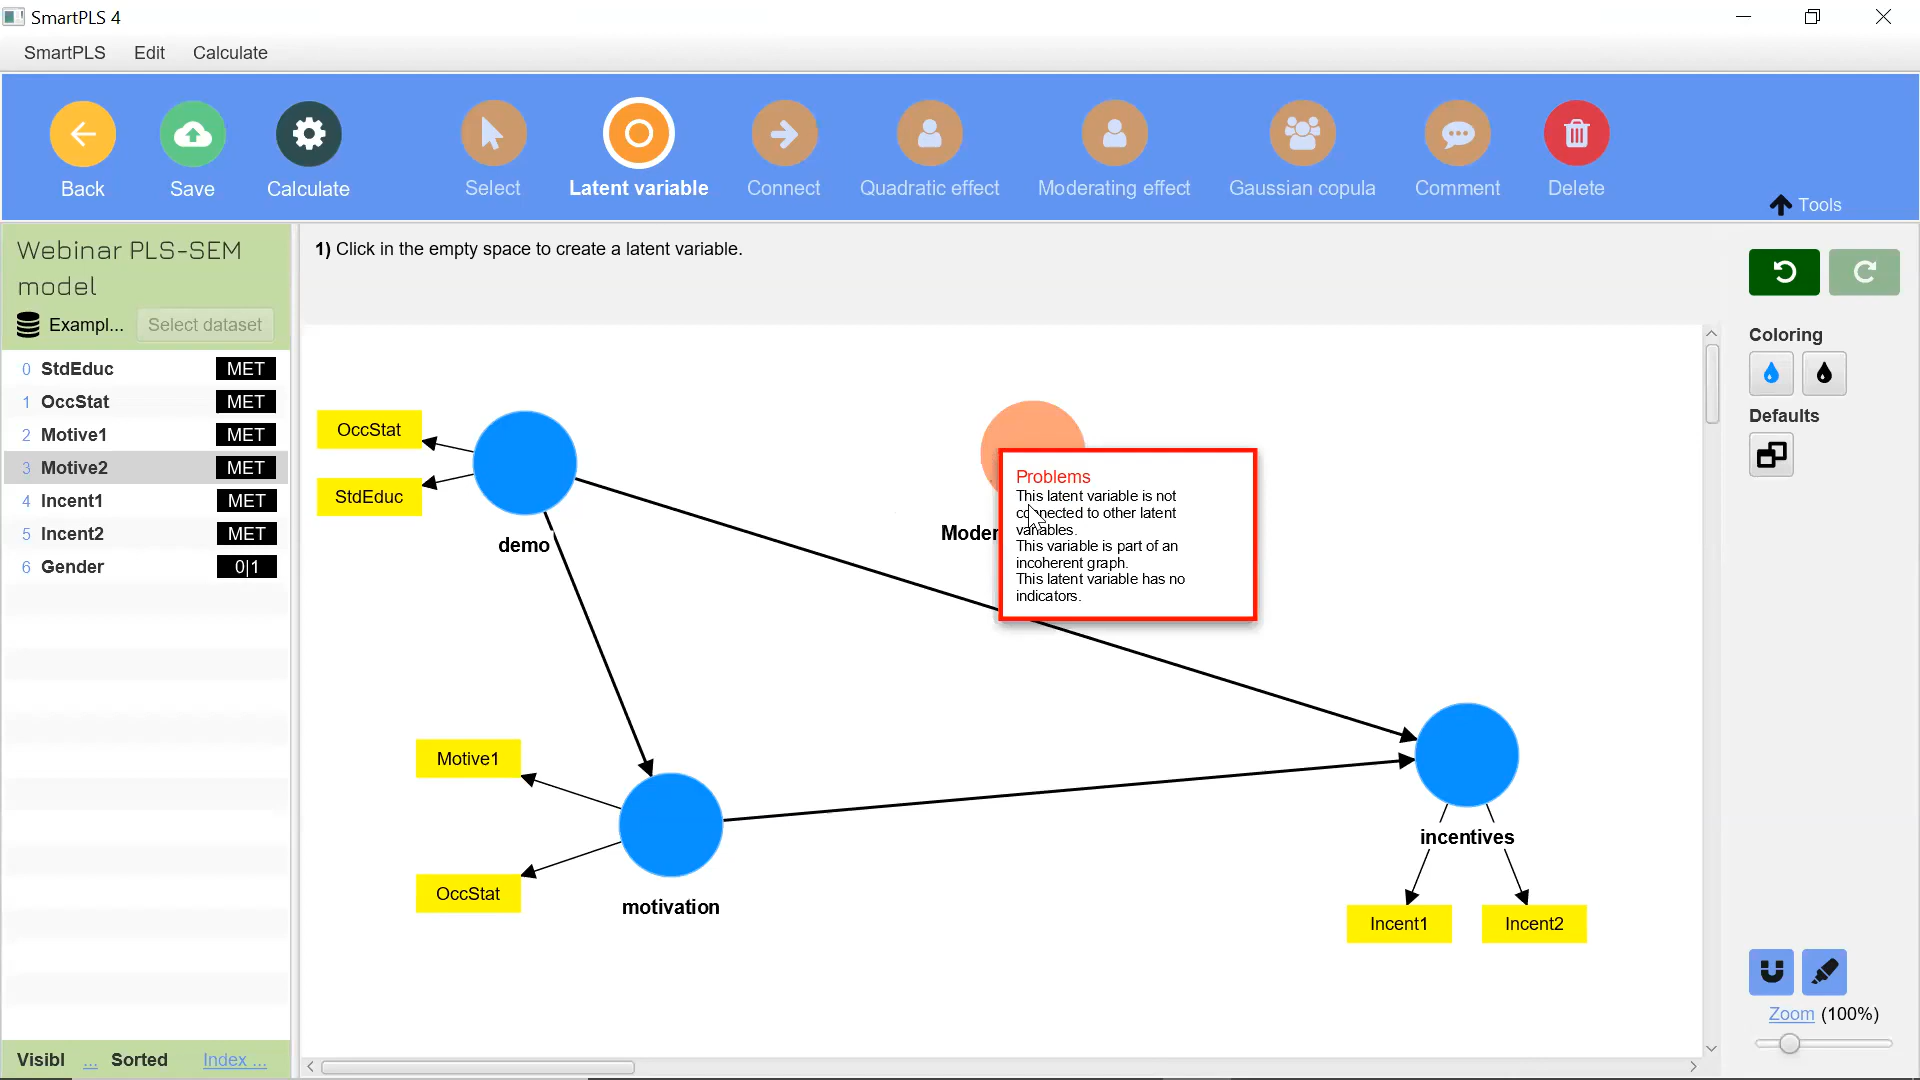 SmartPLS 4
SmartPLS Edit Calculate
Back Save Calculate Select Latent variable Connect Quadratic effect Moderating effect Gaussian copula Comment Delete
Tools
Webinar PLS-SEM
model
Exampl... Select dataset
1) Click in the empty space to create a latent variable.
0 StdEduc MET
1 OccStat MET
2 Motive1 MET
3 Motive2 MET
4 Incent1 MET
5 Incent2 MET
6 Gender 0|1
Visibl ... Sorted Index ...
OccStat
StdEduc
demo
Moder
Problems
This latent variable is not
connected to other latent
variables.
This variable is part of an
incoherent graph.
This latent variable has no
indicators.
Motive1
OccStat
motivation
incentives
Incent1 Incent2
Coloring
Defaults
Zoom (100%)